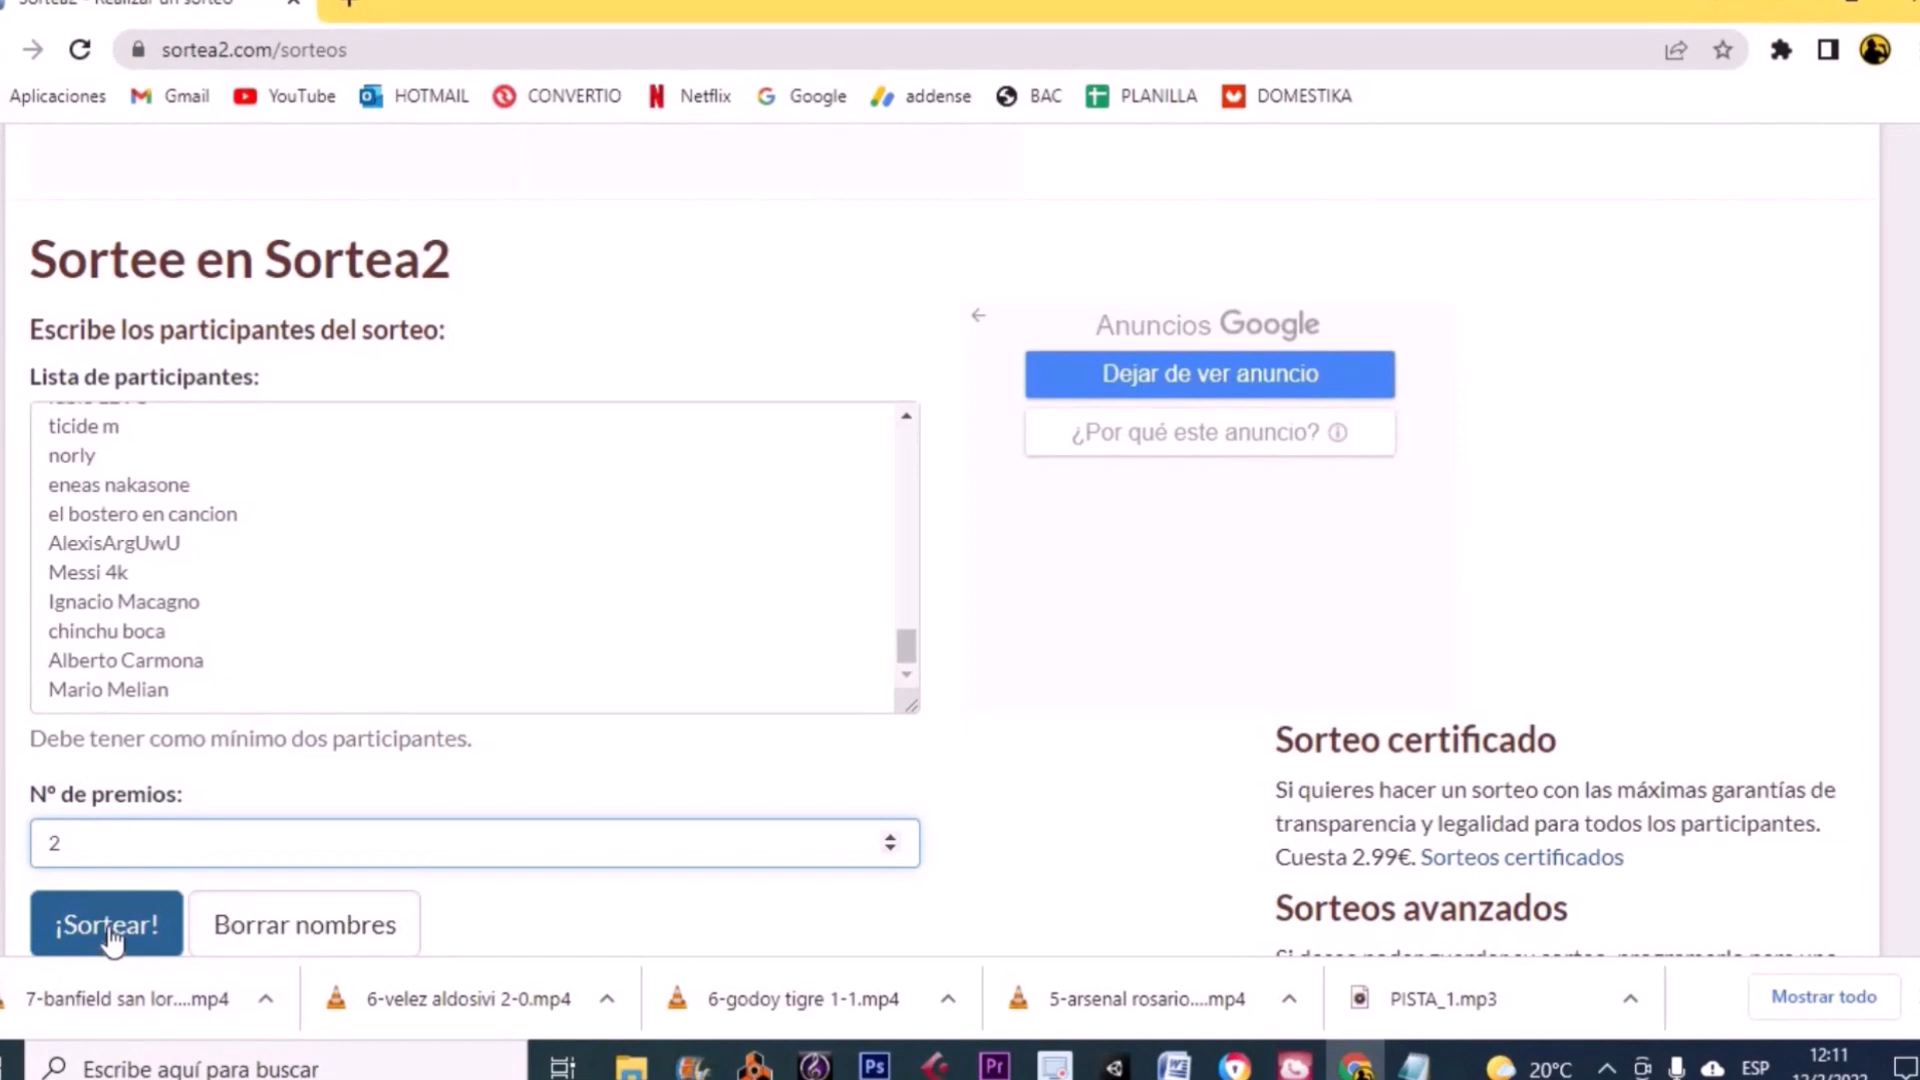 sortea2.com/sorteos
Aplicaciones Gmail YouTube HOTMAIL CONVERTIO Netflix Google addense BAC PLANILLA DOMESTIKA
Sortee en Sortea2
Escribe los participantes del sorteo:
Lista de participantes:
ticide m
norly
eneas nakasone
el bostero en cancion
AlexisArgUwU
Messi 4k
Ignacio Macagno
chinchu boca
Alberto Carmona
Mario Melian
Debe tener como mínimo dos participantes.
Nº de premios:
2
¡Sortear! Borrar nombres
Anuncios Google
Dejar de ver anuncio
¿Por qué este anuncio?
Sorteo certificado
Si quieres hacer un sorteo con las máximas garantías de
transparencia y legalidad para todos los participantes.
Cuesta 2.99€. Sorteos certificados
Sorteos avanzados
7-banfield san lor....mp4 6-velez aldosivi 2-0.mp4 6-godoy tigre 1-1.mp4 5-arsenal rosario....mp4 PISTA_1.mp3 Mostrar todo
Escribe aquí para buscar Ps Pr 20°C ESP 12:11